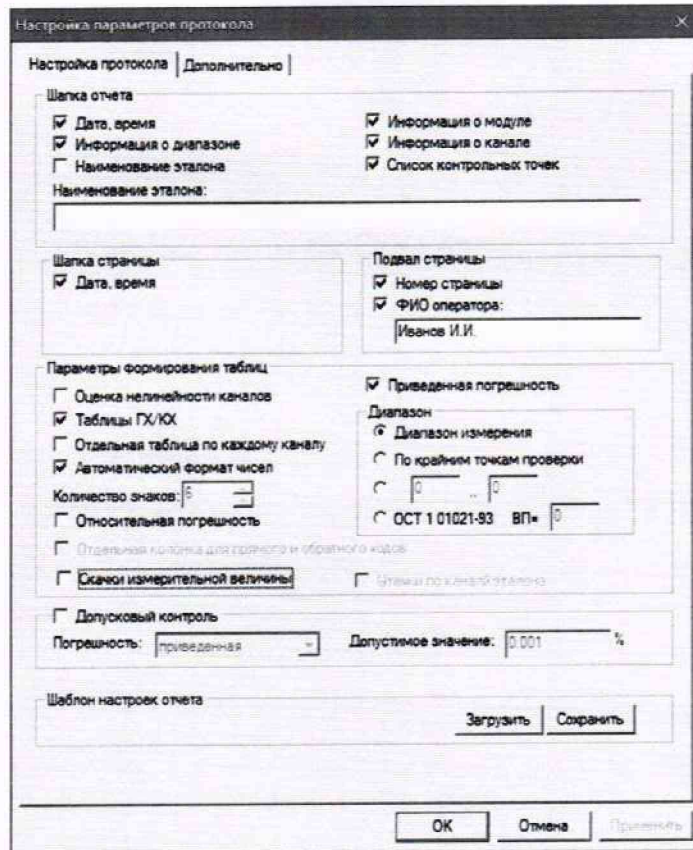 Настройка параметров протокола
Настройка протокола
Дополнительно
Шапка отчета
Дата, время
Информация о диапазоне
Наименование эталона
Информация о модуле
Информация о канале
Список контрольных точек
Наименование эталона:
Шапка страницы
Дата, время
Подвал страницы
Номер страницы
ФИО оператора:
Иванов И.И.
Параметры формирования таблиц
Оценка нелинейности каналов
Таблицы ГХ/КХ
Отдельная таблица по каждому каналу
Автоматический формат чисел
Количество знаков: 6
Относительная погрешность
Отдельная колонка для прямого и обратного ходов
Скачки измерительной величины
Приведенная погрешность
Диапазон
Диапазон измерения
По крайним точкам проверки
0 .. 0
ОСТ 1 01021-93 ВП= 0
по каналу эталона
Допусковый контроль
Погрешность: приведенная
Допустимое значение: 0.001 %
Шаблон настроек отчета
Загрузить
Сохранить
OK
Отмена
Применить